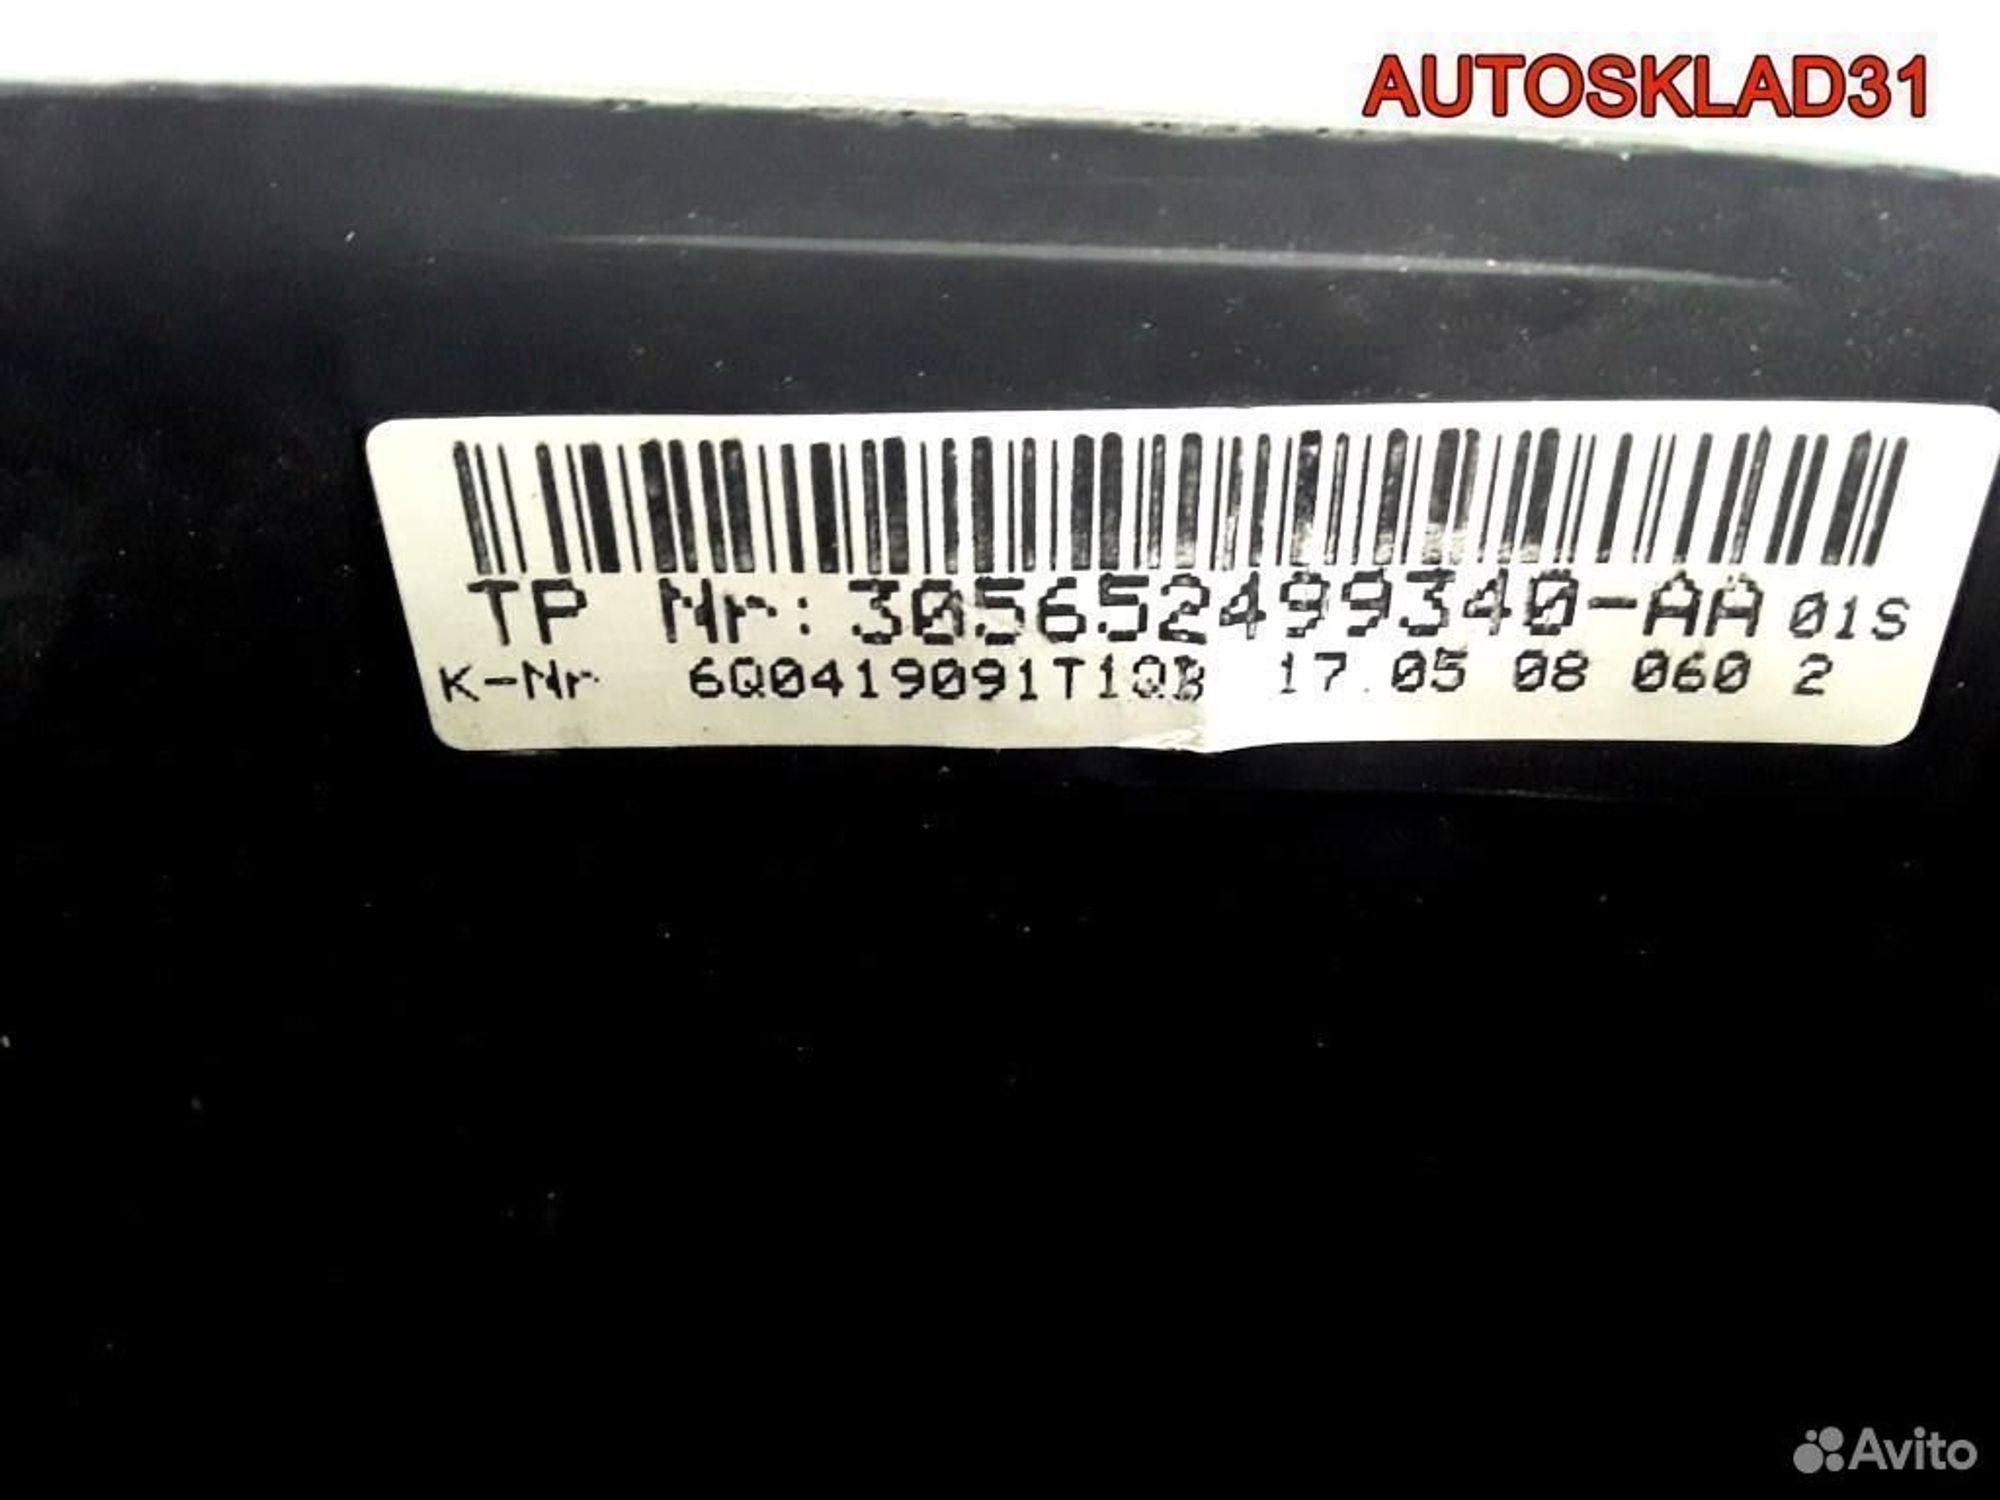 AUTOSKLAD31
TP Nr: 305652499340-AA 01S
K-Nr 6Q0419091T1QB 17.05 08 060 2
Avito